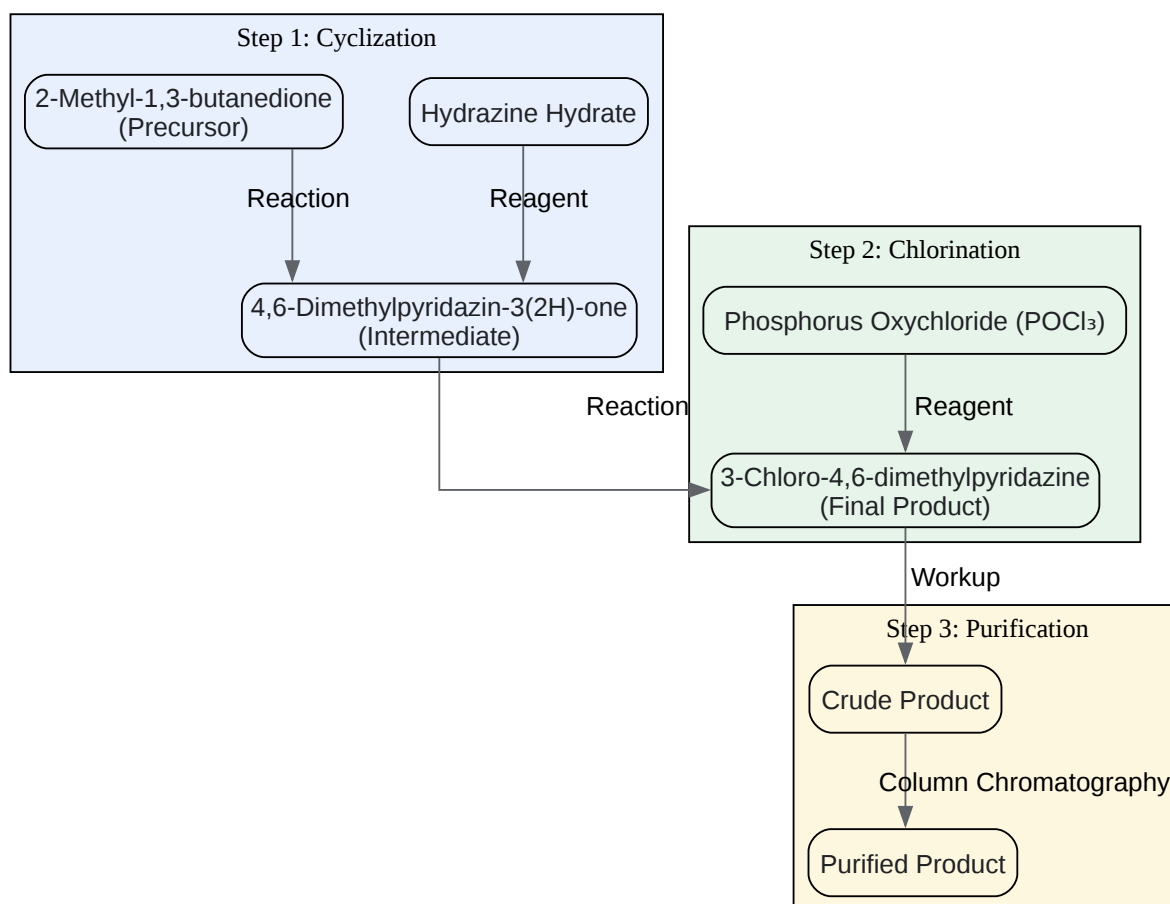 Step 1: Cyclization
2-Methyl-1,3-butanedione
(Precursor)
Hydrazine Hydrate
Reaction
Reagent
4,6-Dimethylpyridazin-3(2H)-one
(Intermediate)
Step 2: Chlorination
Phosphorus Oxychloride (POCl₃)
Reaction
Reagent
3-Chloro-4,6-dimethylpyridazine
(Final Product)
Workup
Step 3: Purification
Crude Product
Column Chromatography
Purified Product